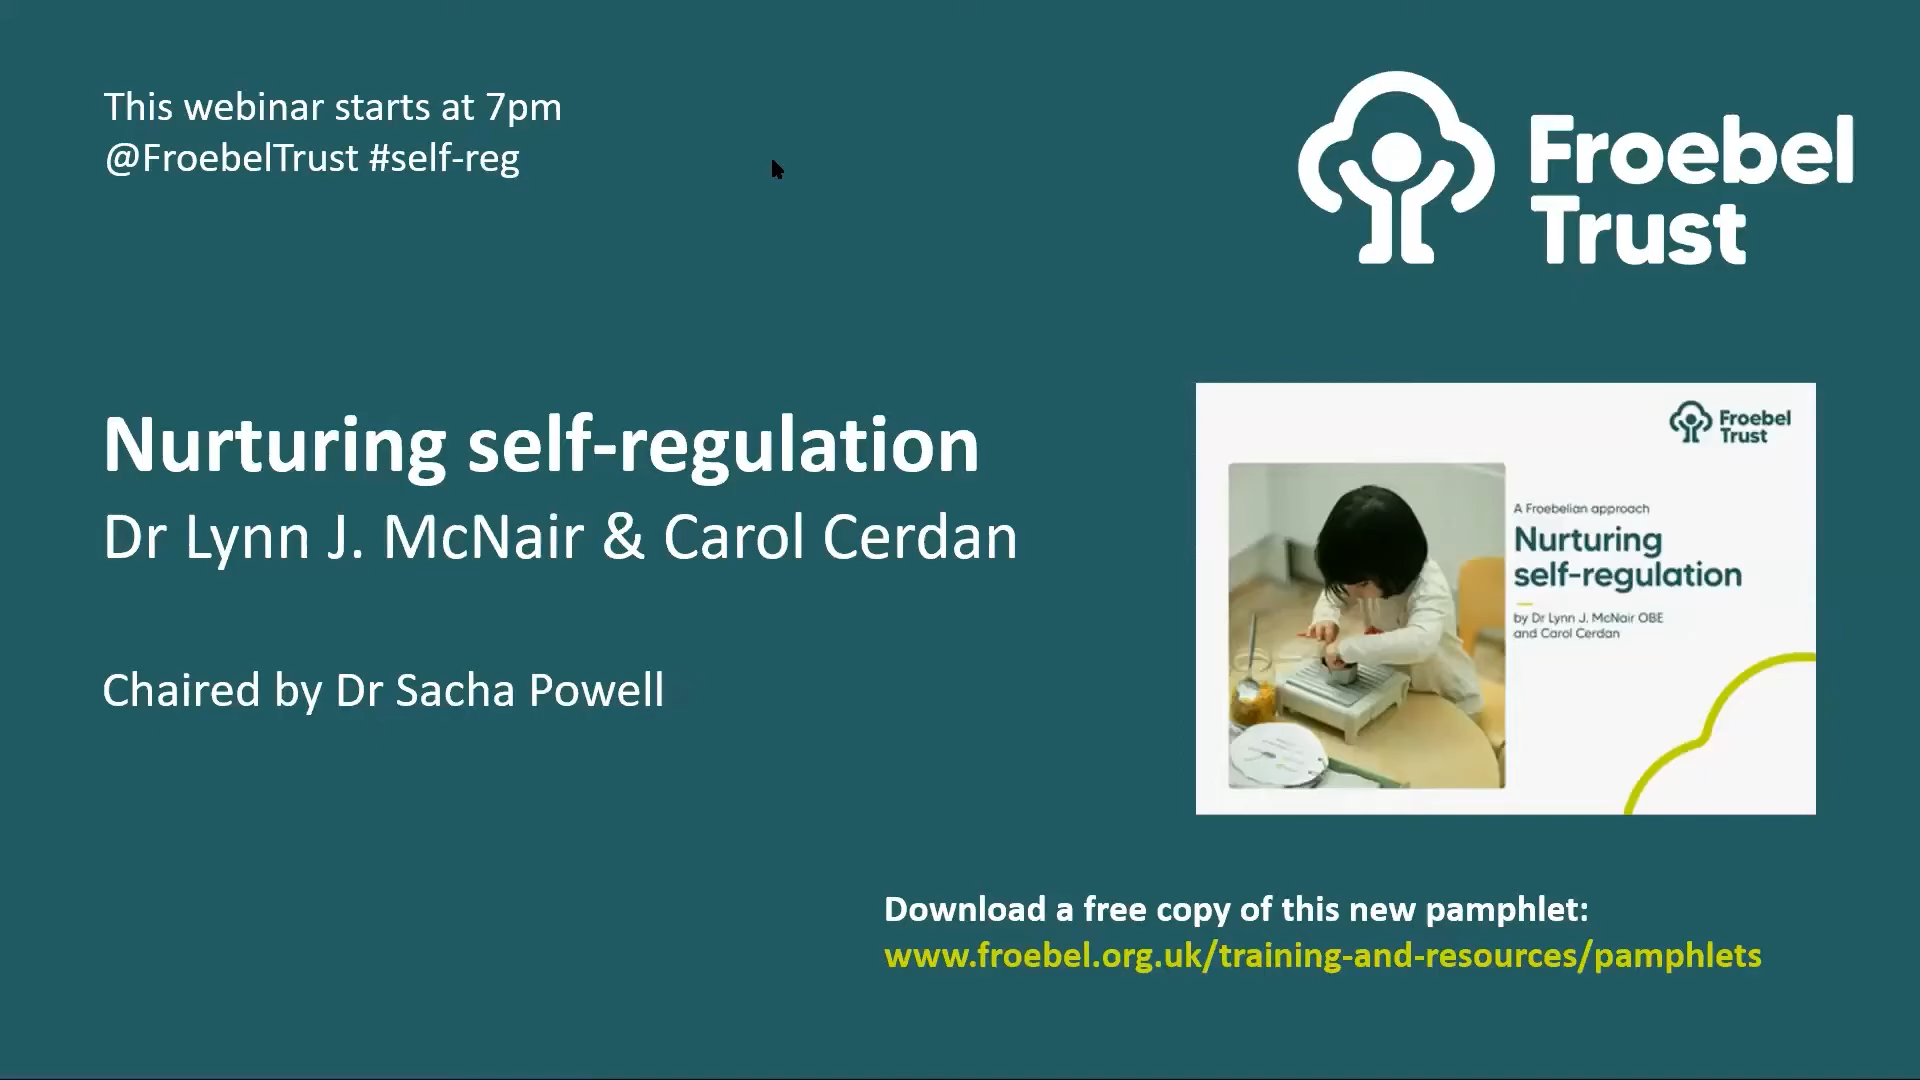 This webinar starts at 7pm
@FroebelTrust #self-reg
Froebel
Trust
Nurturing self-regulation
Dr Lynn J. McNair & Carol Cerdan
Chaired by Dr Sacha Powell
Froebel
Trust
A Froebelian approach
Nurturing
self-regulation
by Dr Lynn J. McNair OBE
and Carol Cerdan
Download a free copy of this new pamphlet:
www.froebel.org.uk/training-and-resources/pamphlets